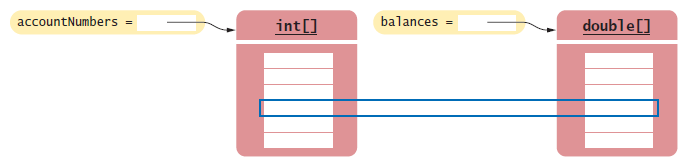 accountNumbers =
int[]
balances =
double[]